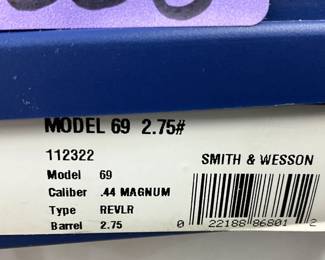 MODEL 69 2.75#
112322
SMITH & WESSON
Model 69
Caliber .44 MAGNUM
Type REVLR
Barrel 2.75
0 22188 86801 2